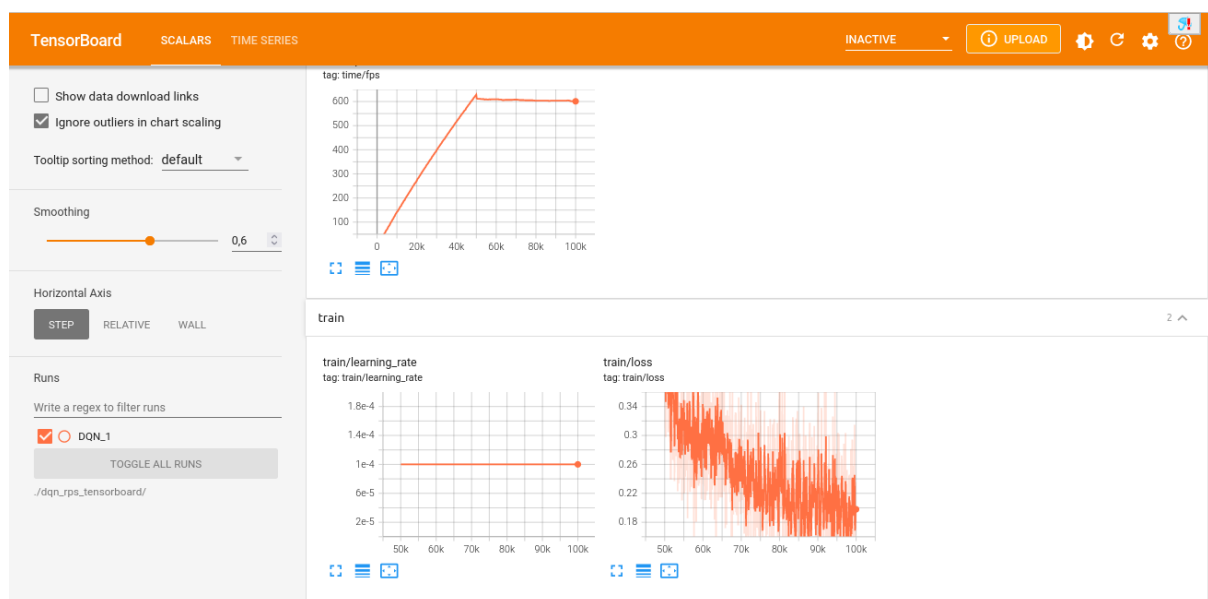 TensorBoard
SCALARS
TIME SERIES
INACTIVE
UPLOAD
Show data download links
Ignore outliers in chart scaling
Tooltip sorting method: default
Smoothing
0,6
Horizontal Axis
STEP RELATIVE WALL
Runs
Write a regex to filter runs
DQN_1
TOGGLE ALL RUNS
./dqn_rps_tensorboard/
tag: time/fps
600
500
400
300
200
100
0 20k 40k 60k 80k 100k
train
2
train/learning_rate
tag: train/learning_rate
1.8e-4
1.4e-4
1e-4
6e-5
2e-5
50k 60k 70k 80k 90k 100k
train/loss
tag: train/loss
0.34
0.3
0.26
0.22
0.18
50k 60k 70k 80k 90k 100k